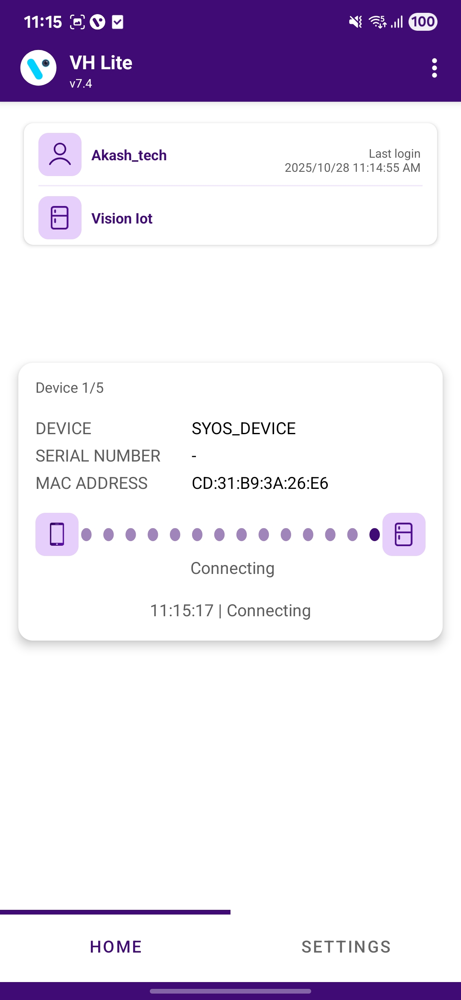 11:15
5
100
VH Lite
v7.4
Akash_tech
Last login
2025/10/28 11:14:55 AM
Vision Iot
Device 1/5
DEVICE SYOS_DEVICE
SERIAL NUMBER -
MAC ADDRESS CD:31:B9:3A:26:E6
Connecting
11:15:17 | Connecting
HOME SETTINGS